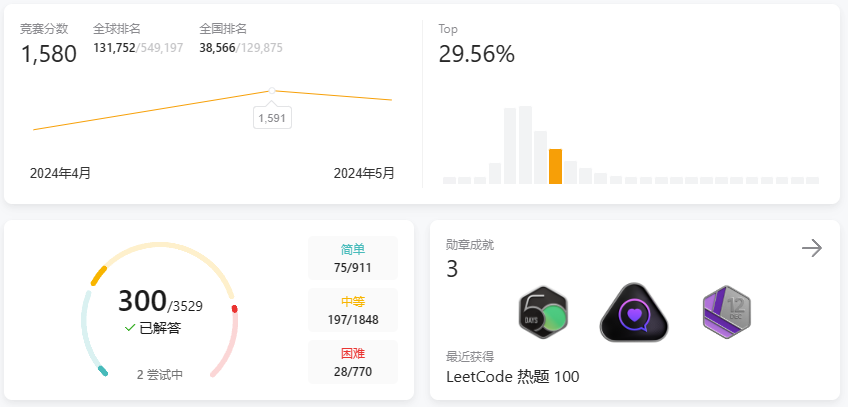 竞赛分数
1,580
全球排名
131,752/549,197
全国排名
38,566/129,875
1,591
2024年4月
2024年5月
Top
29.56%
300/3529
已解答
2 尝试中
简单
75/911
中等
197/1848
困难
28/770
勋章成就
3
50
DAYS
12
DEC
最近获得
LeetCode 热题 100